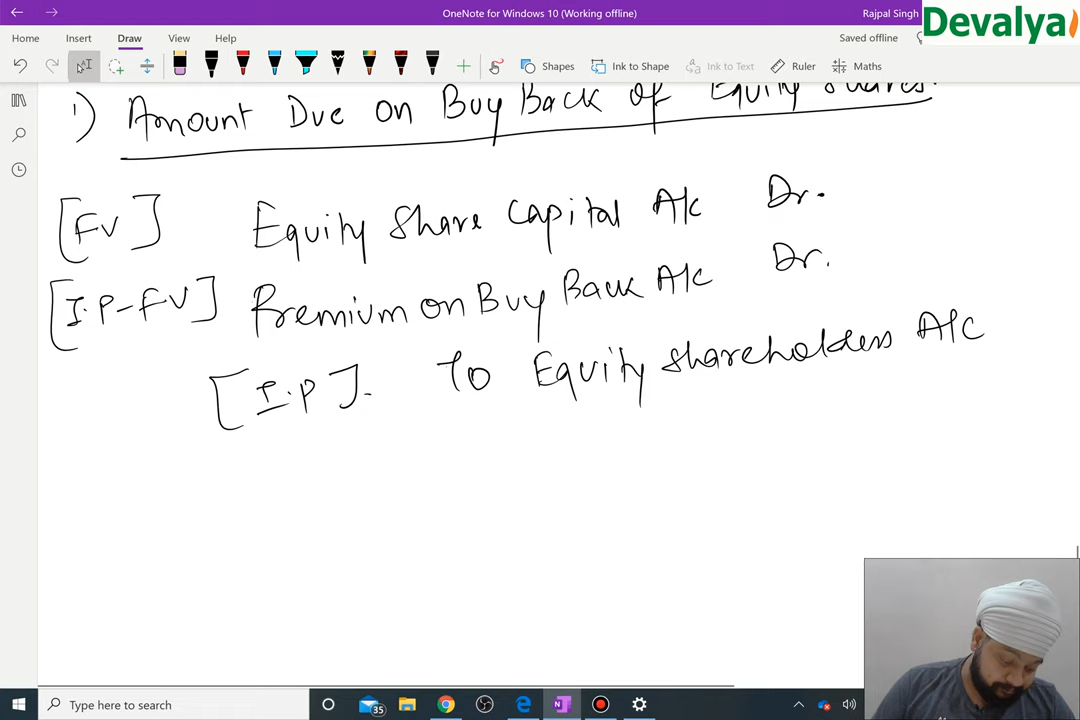 OneNote for Windows 10 (Working offline)
Rajpal Singh
Devalya
Home Insert Draw View Help
Saved offline
Shapes Ink to Shape Ink to Text Ruler Maths
1) Amount Due on Buy Back of Equity Shares.
[FV] Equity Share Capital A/c Dr.
[I.P-FV] Premium on Buy Back A/c Dr.
[I.P]. To Equity shareholders A/c
Type here to search
35